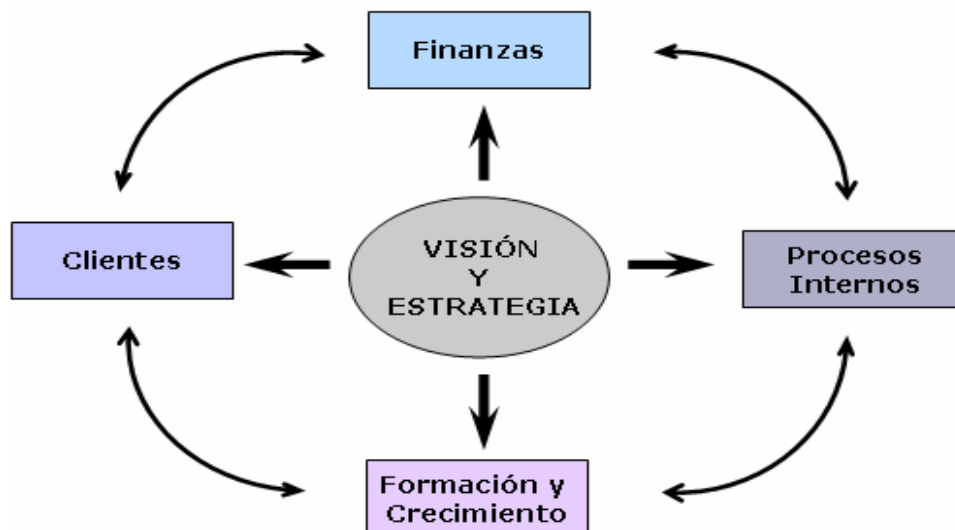 Finanzas
Clientes
VISIÓN
Y
ESTRATEGIA
Procesos
Internos
Formación y
Crecimiento